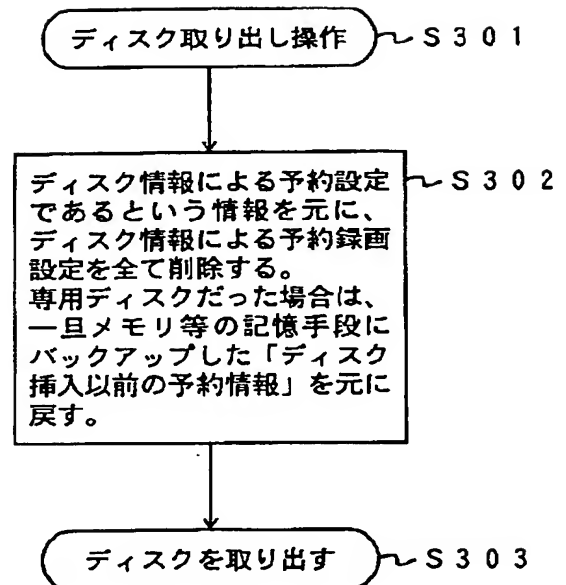 ディスク取り出し操作 S301
ディスク情報による予約設定 S302
であるという情報を元に、
ディスク情報による予約録画
設定を全て削除する。
専用ディスクだった場合は、
一旦メモリ等の記憶手段に
バックアップした「ディスク
挿入以前の予約情報」を元に
戻す。
ディスクを取り出す S303